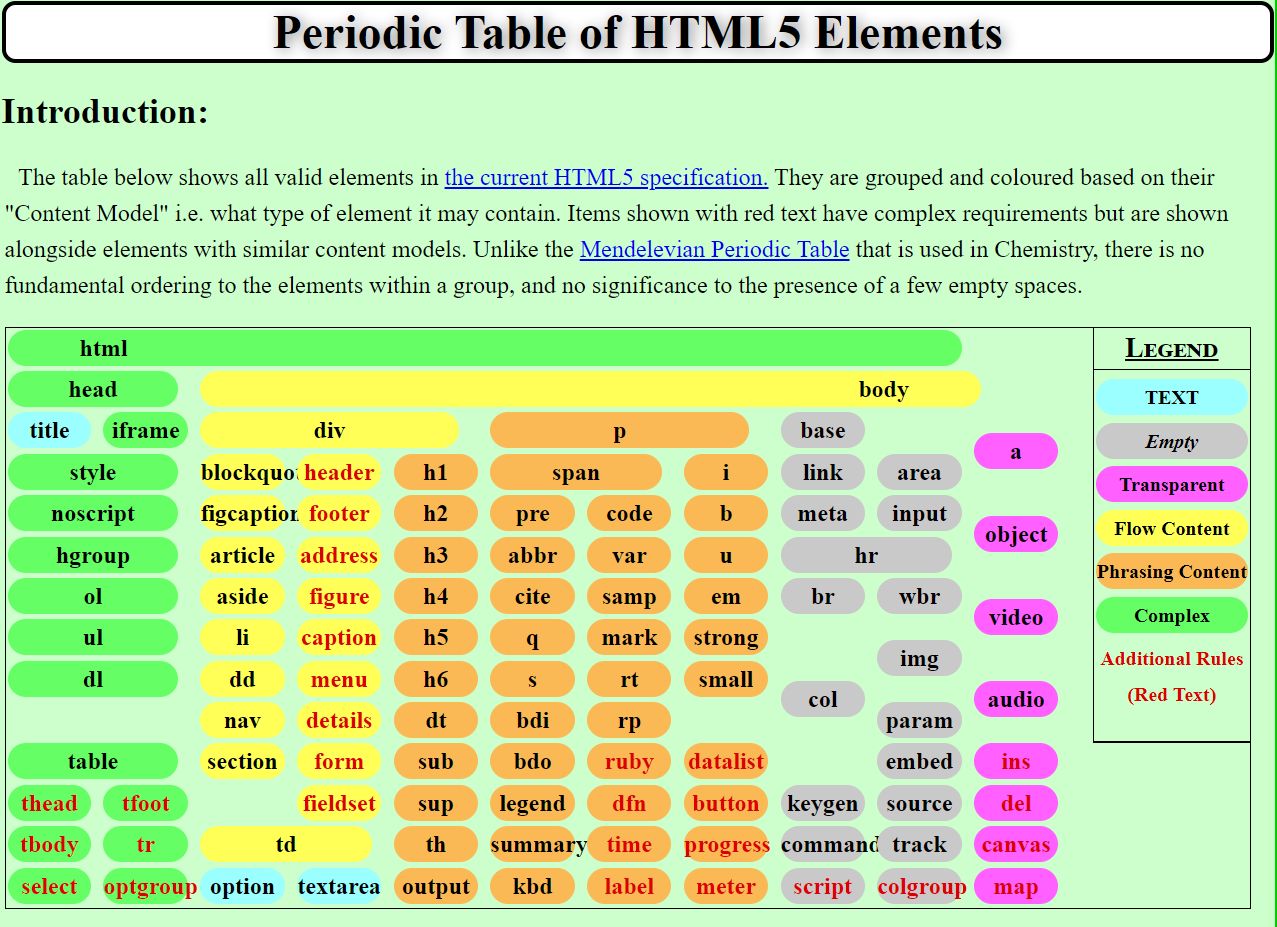 Periodic Table of HTML5 Elements
Introduction:
The table below shows all valid elements in the current HTML5 specification. They are grouped and coloured based on their
"Content Model" i.e. what type of element it may contain. Items shown with red text have complex requirements but are shown
alongside elements with similar content models. Unlike the Mendelevian Periodic Table that is used in Chemistry, there is no
fundamental ordering to the elements within a group, and no significance to the presence of a few empty spaces.
html
head body
title iframe div p base
a
style blockquot header h1 span i link area
noscript figcaption footer h2 pre code b meta input
object
hgroup article address h3 abbr var u hr
ol aside figure h4 cite samp em br wbr
video
ul li caption h5 q mark strong
img
dl dd menu h6 s rt small
col audio
nav details dt bdi rp param
table section form sub bdo ruby datalist embed ins
thead tfoot fieldset sup legend dfn button keygen source del
tbody tr td th summary time progress command track canvas
select optgroup option textarea output kbd label meter script colgroup map
LEGEND
TEXT
Empty
Transparent
Flow Content
Phrasing Content
Complex
Additional Rules
(Red Text)